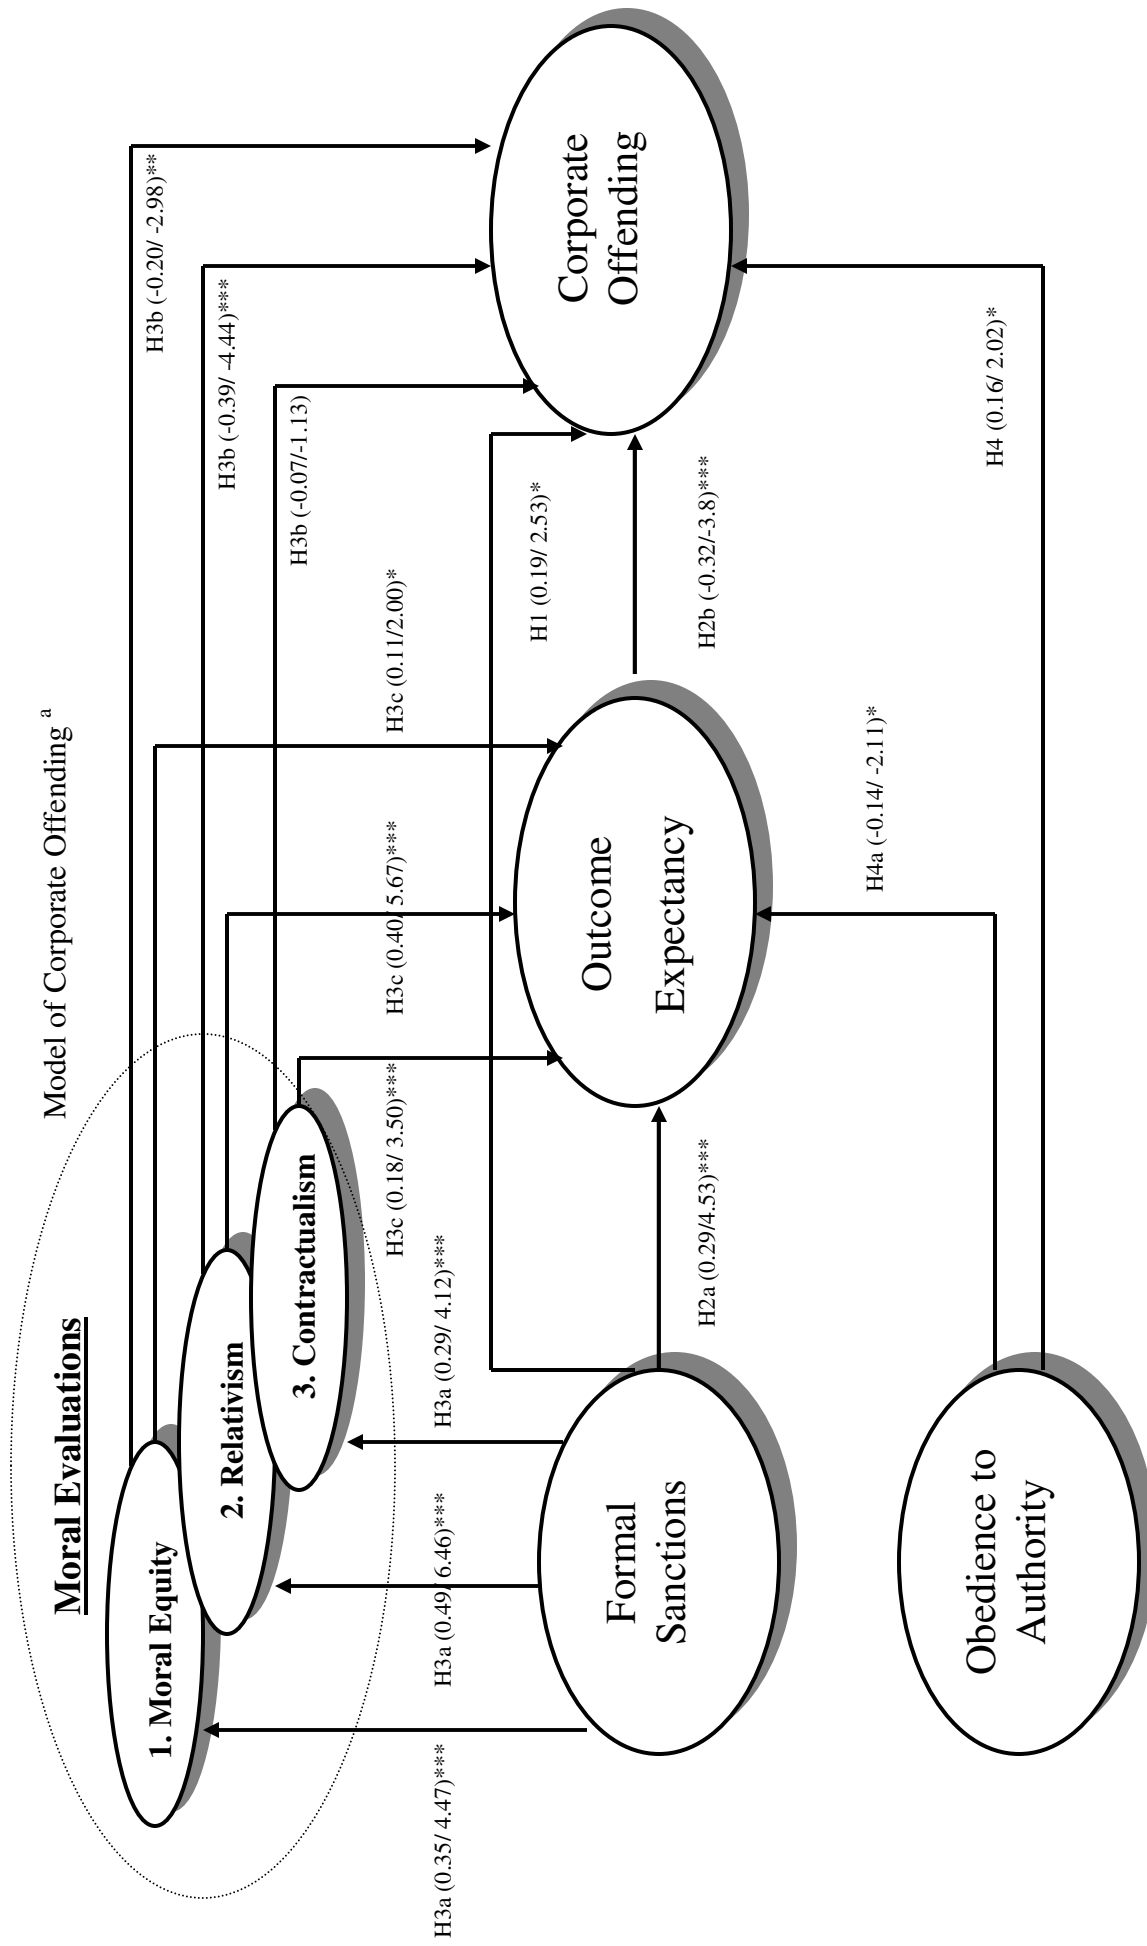 Model of Corporate Offending a
Moral Evaluations
1. Moral Equity
2. Relativism
3. Contractualism
H3b (-0.20/ -2.98)**
H3b (-0.39/ -4.44)***
H3b (-0.07/-1.13)
H3c (0.11/2.00)*
H3c (0.40/ 5.67)***
H3c (0.18/ 3.50)***
H3a (0.35/ 4.47)***
H3a (0.49/ 6.46)***
H3a (0.29/ 4.12)***
H1 (0.19/ 2.53)*
Formal
Sanctions
H2a (0.29/4.53)***
Outcome
Expectancy
H2b (-0.32/-3.8)***
Corporate
Offending
H4a (-0.14/ -2.11)*
H4 (0.16/ 2.02)*
Obedience to
Authority